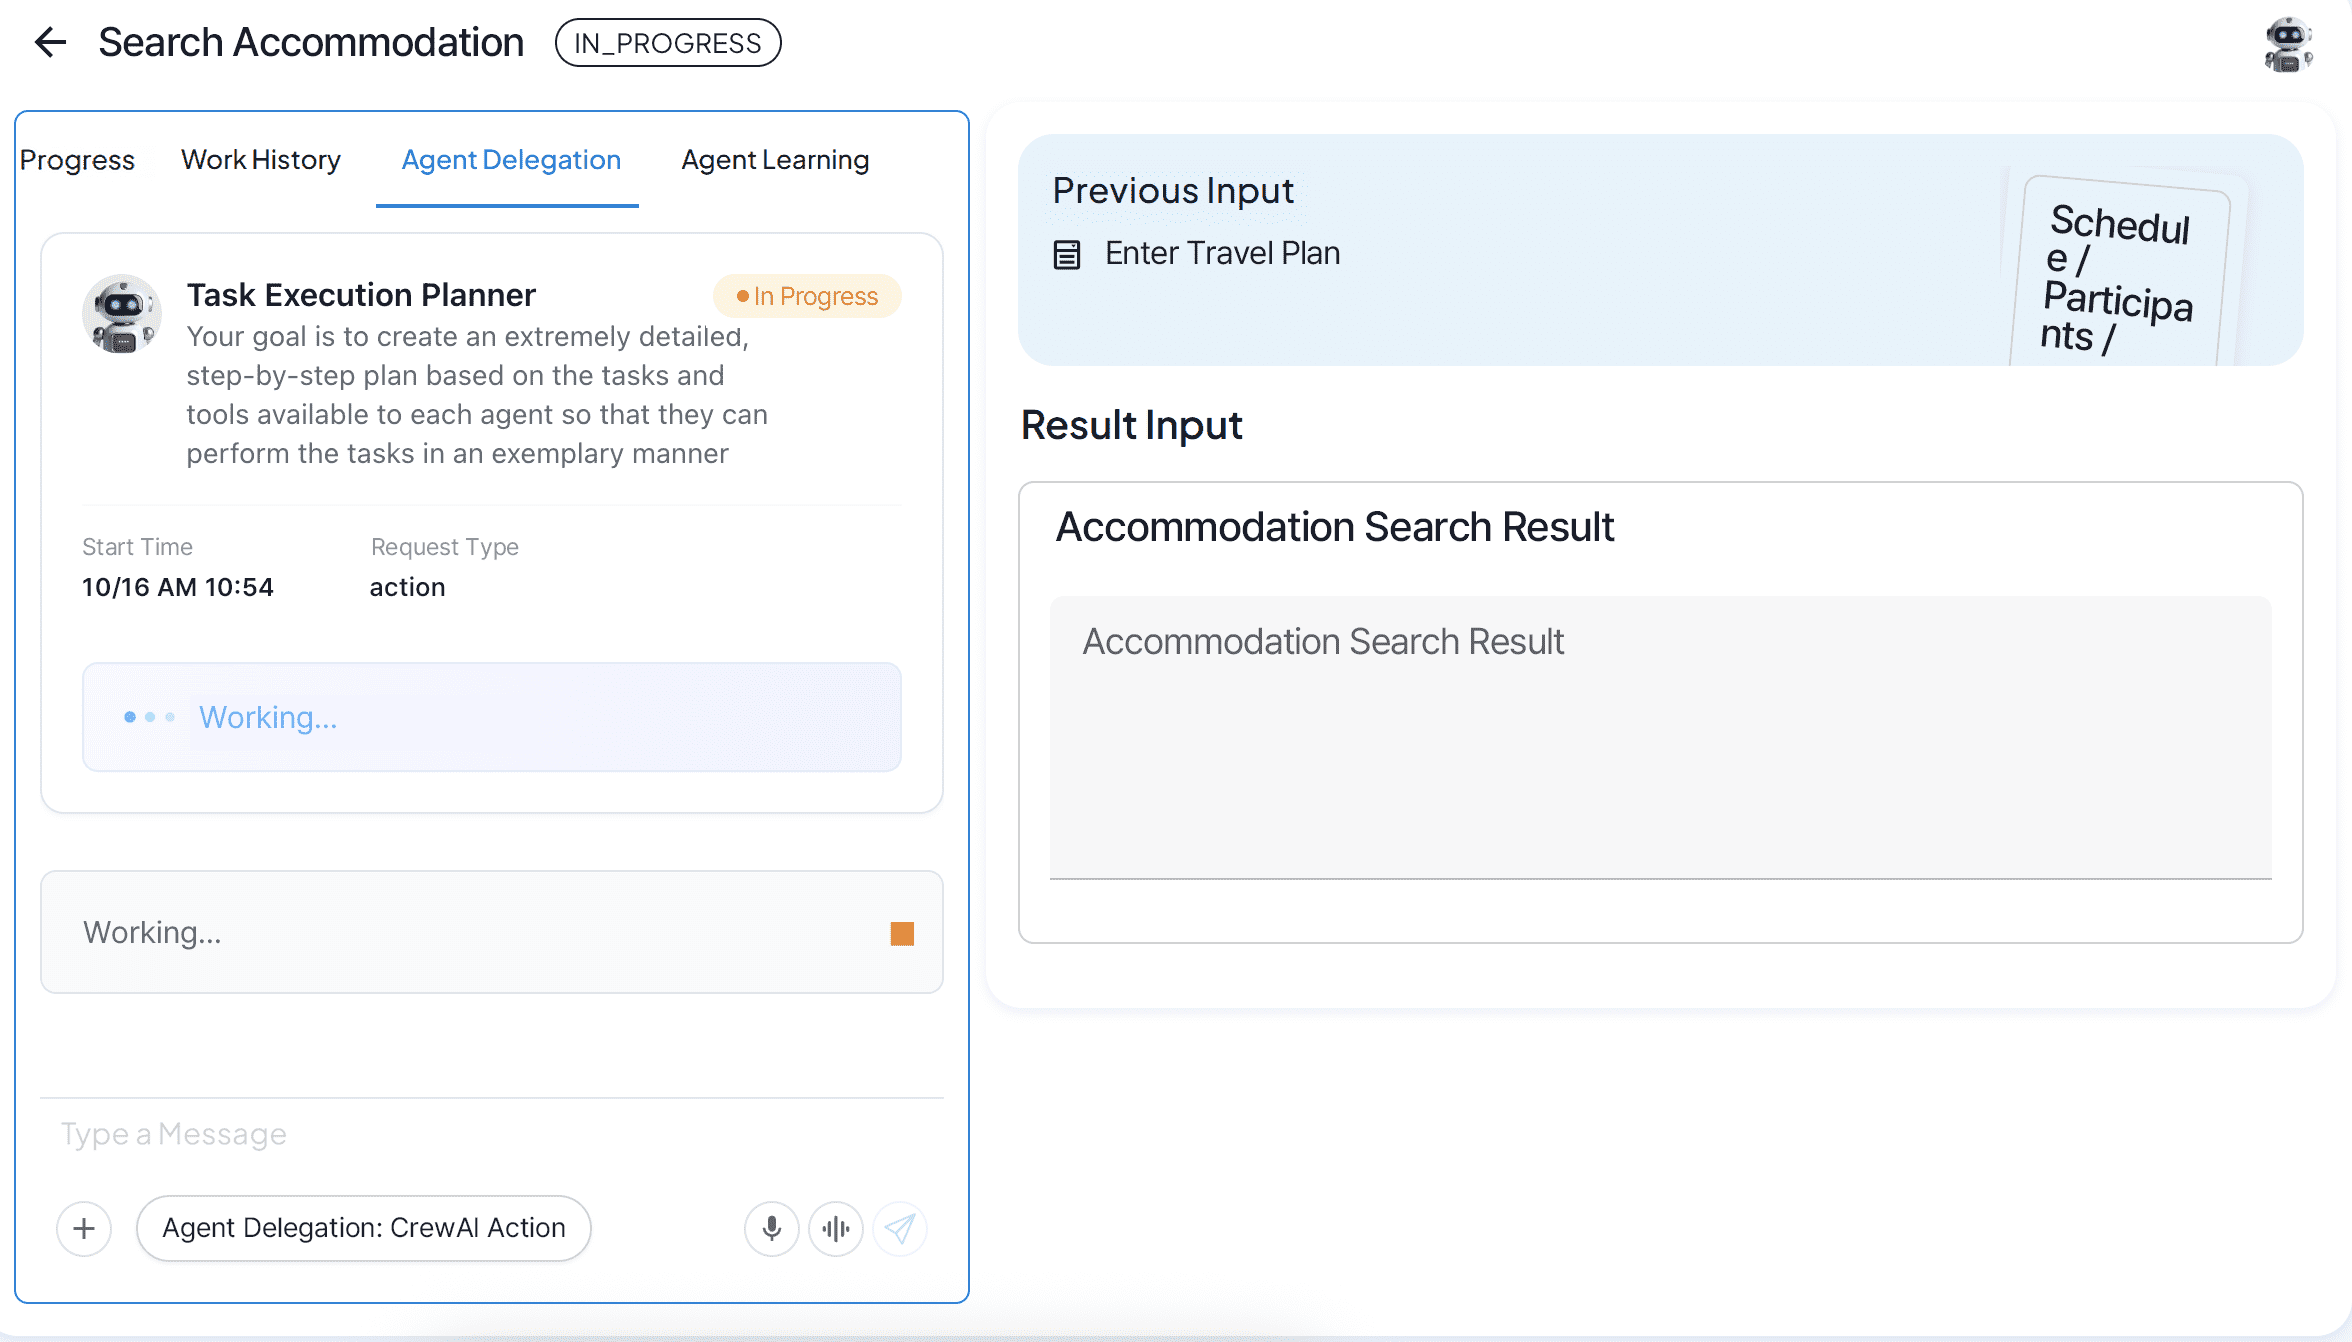 Search Accommodation
IN_PROGRESS
Progress
Work History
Agent Delegation
Agent Learning
Task Execution Planner
In Progress
Your goal is to create an extremely detailed,
step-by-step plan based on the tasks and
tools available to each agent so that they can
perform the tasks in an exemplary manner
Start Time
Request Type
10/16 AM 10:54
action
Working...
Working...
Type a Message
Agent Delegation: CrewAI Action
Previous Input
Enter Travel Plan
Schedul
e /
Participa
nts /
Result Input
Accommodation Search Result
Accommodation Search Result